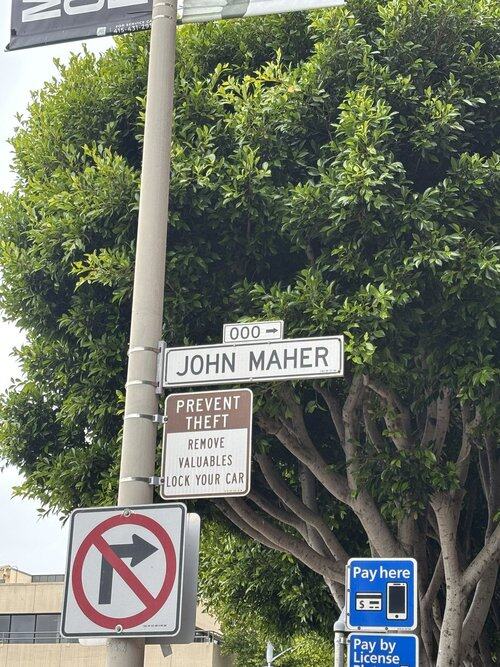 000 →
JOHN MAHER
PREVENT
THEFT
REMOVE
VALUABLES
LOCK YOUR CAR
Pay here
$
Pay by
License